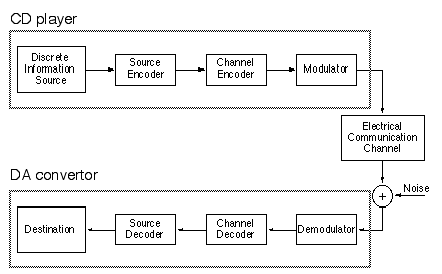 CD player
Discrete
Information
Source
Source
Encoder
Channel
Encoder
Modulator
Electrical
Communication
Channel
DA convertor
+
Noise
Destination
Source
Decoder
Channel
Decoder
Demodulator